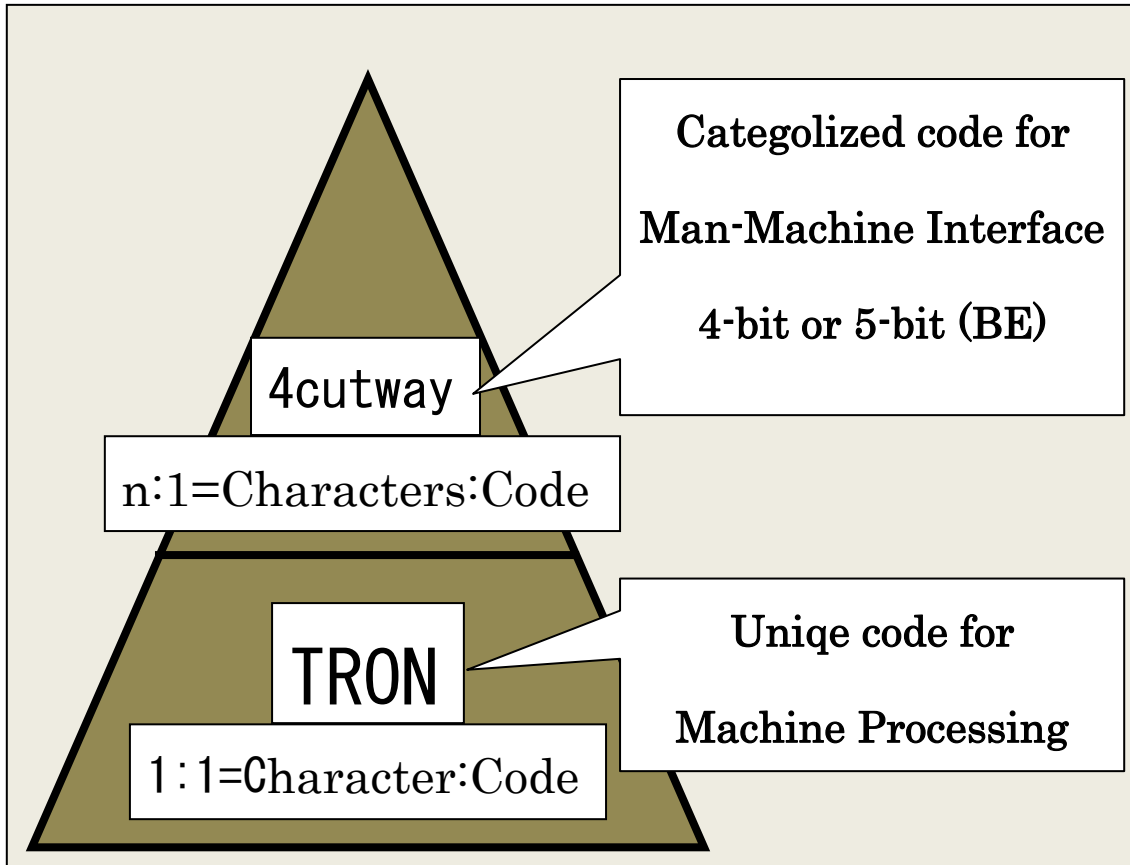 Categolized code for
Man-Machine Interface
4-bit or 5-bit (BE)
4cutway
n:1=Characters:Code
Uniqe code for
Machine Processing
TRON
1:1=Character:Code